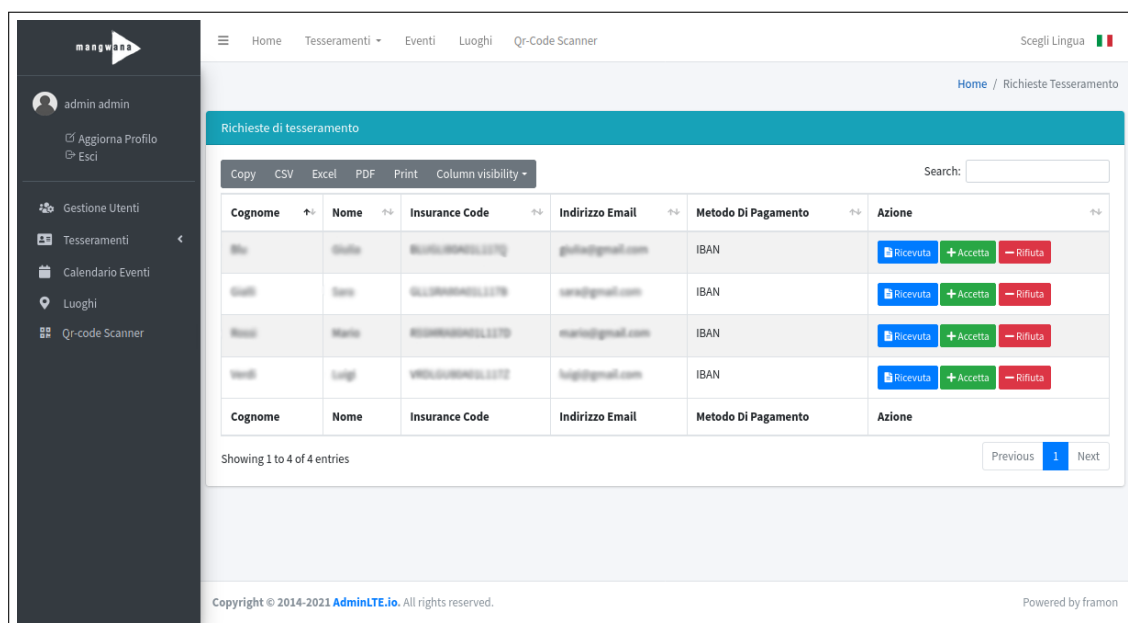 mangwana
Home Tesseramenti Eventi Luoghi Qr-Code Scanner Scegli Lingua
admin admin
Aggiorna Profilo
Esci
Gestione Utenti
Tesseramenti
Calendario Eventi
Luoghi
Qr-code Scanner
Home / Richieste Tesseramento
Richieste di tesseramento
Copy CSV Excel PDF Print Column visibility Search:
Cognome Nome Insurance Code Indirizzo Email Metodo Di Pagamento Azione
IBAN Ricevuta Accetta Rifiuta
IBAN Ricevuta Accetta Rifiuta
IBAN Ricevuta Accetta Rifiuta
IBAN Ricevuta Accetta Rifiuta
Cognome Nome Insurance Code Indirizzo Email Metodo Di Pagamento Azione
Showing 1 to 4 of 4 entries Previous 1 Next
Copyright © 2014-2021 AdminLTE.io. All rights reserved. Powered by framon